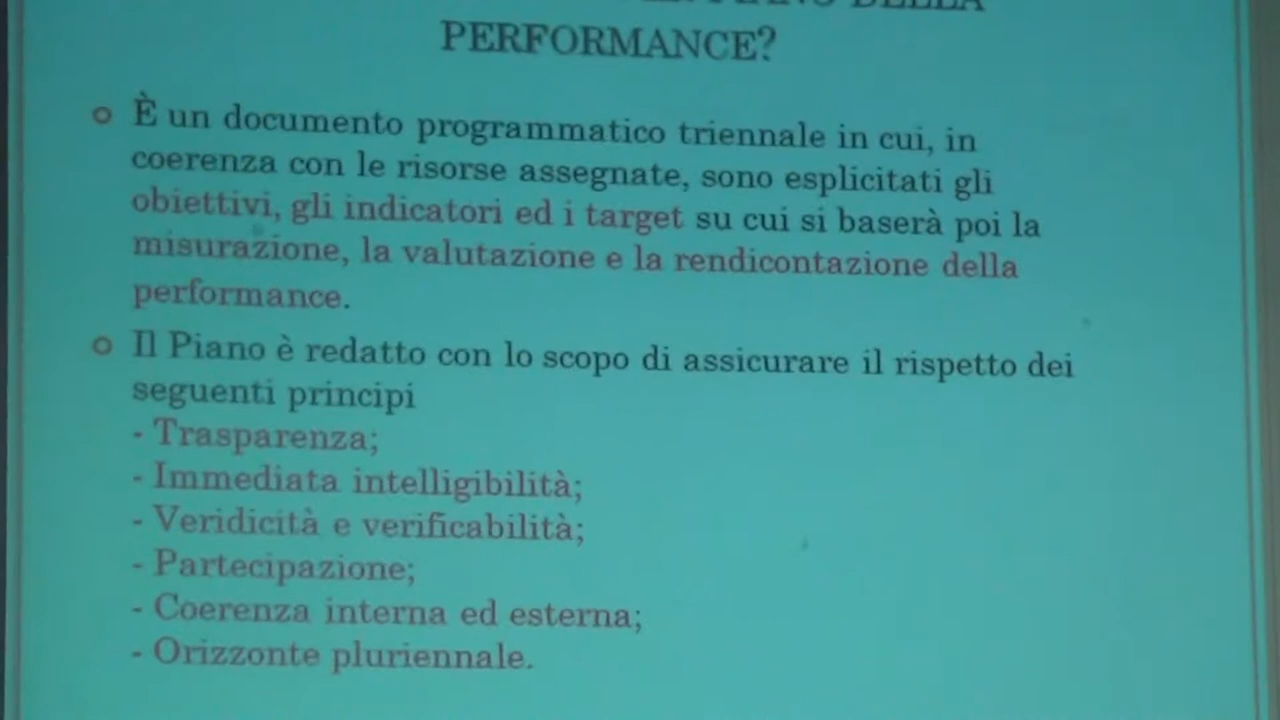 PIANO DELLA
PERFORMANCE?
È un documento programmatico triennale in cui, in
coerenza con le risorse assegnate, sono esplicitati gli
obiettivi, gli indicatori ed i target su cui si baserà poi la
misurazione, la valutazione e la rendicontazione della
performance.
Il Piano è redatto con lo scopo di assicurare il rispetto dei
seguenti principi
- Trasparenza;
- Immediata intelligibilità;
- Veridicità e verificabilità;
- Partecipazione;
- Coerenza interna ed esterna;
- Orizzonte pluriennale.